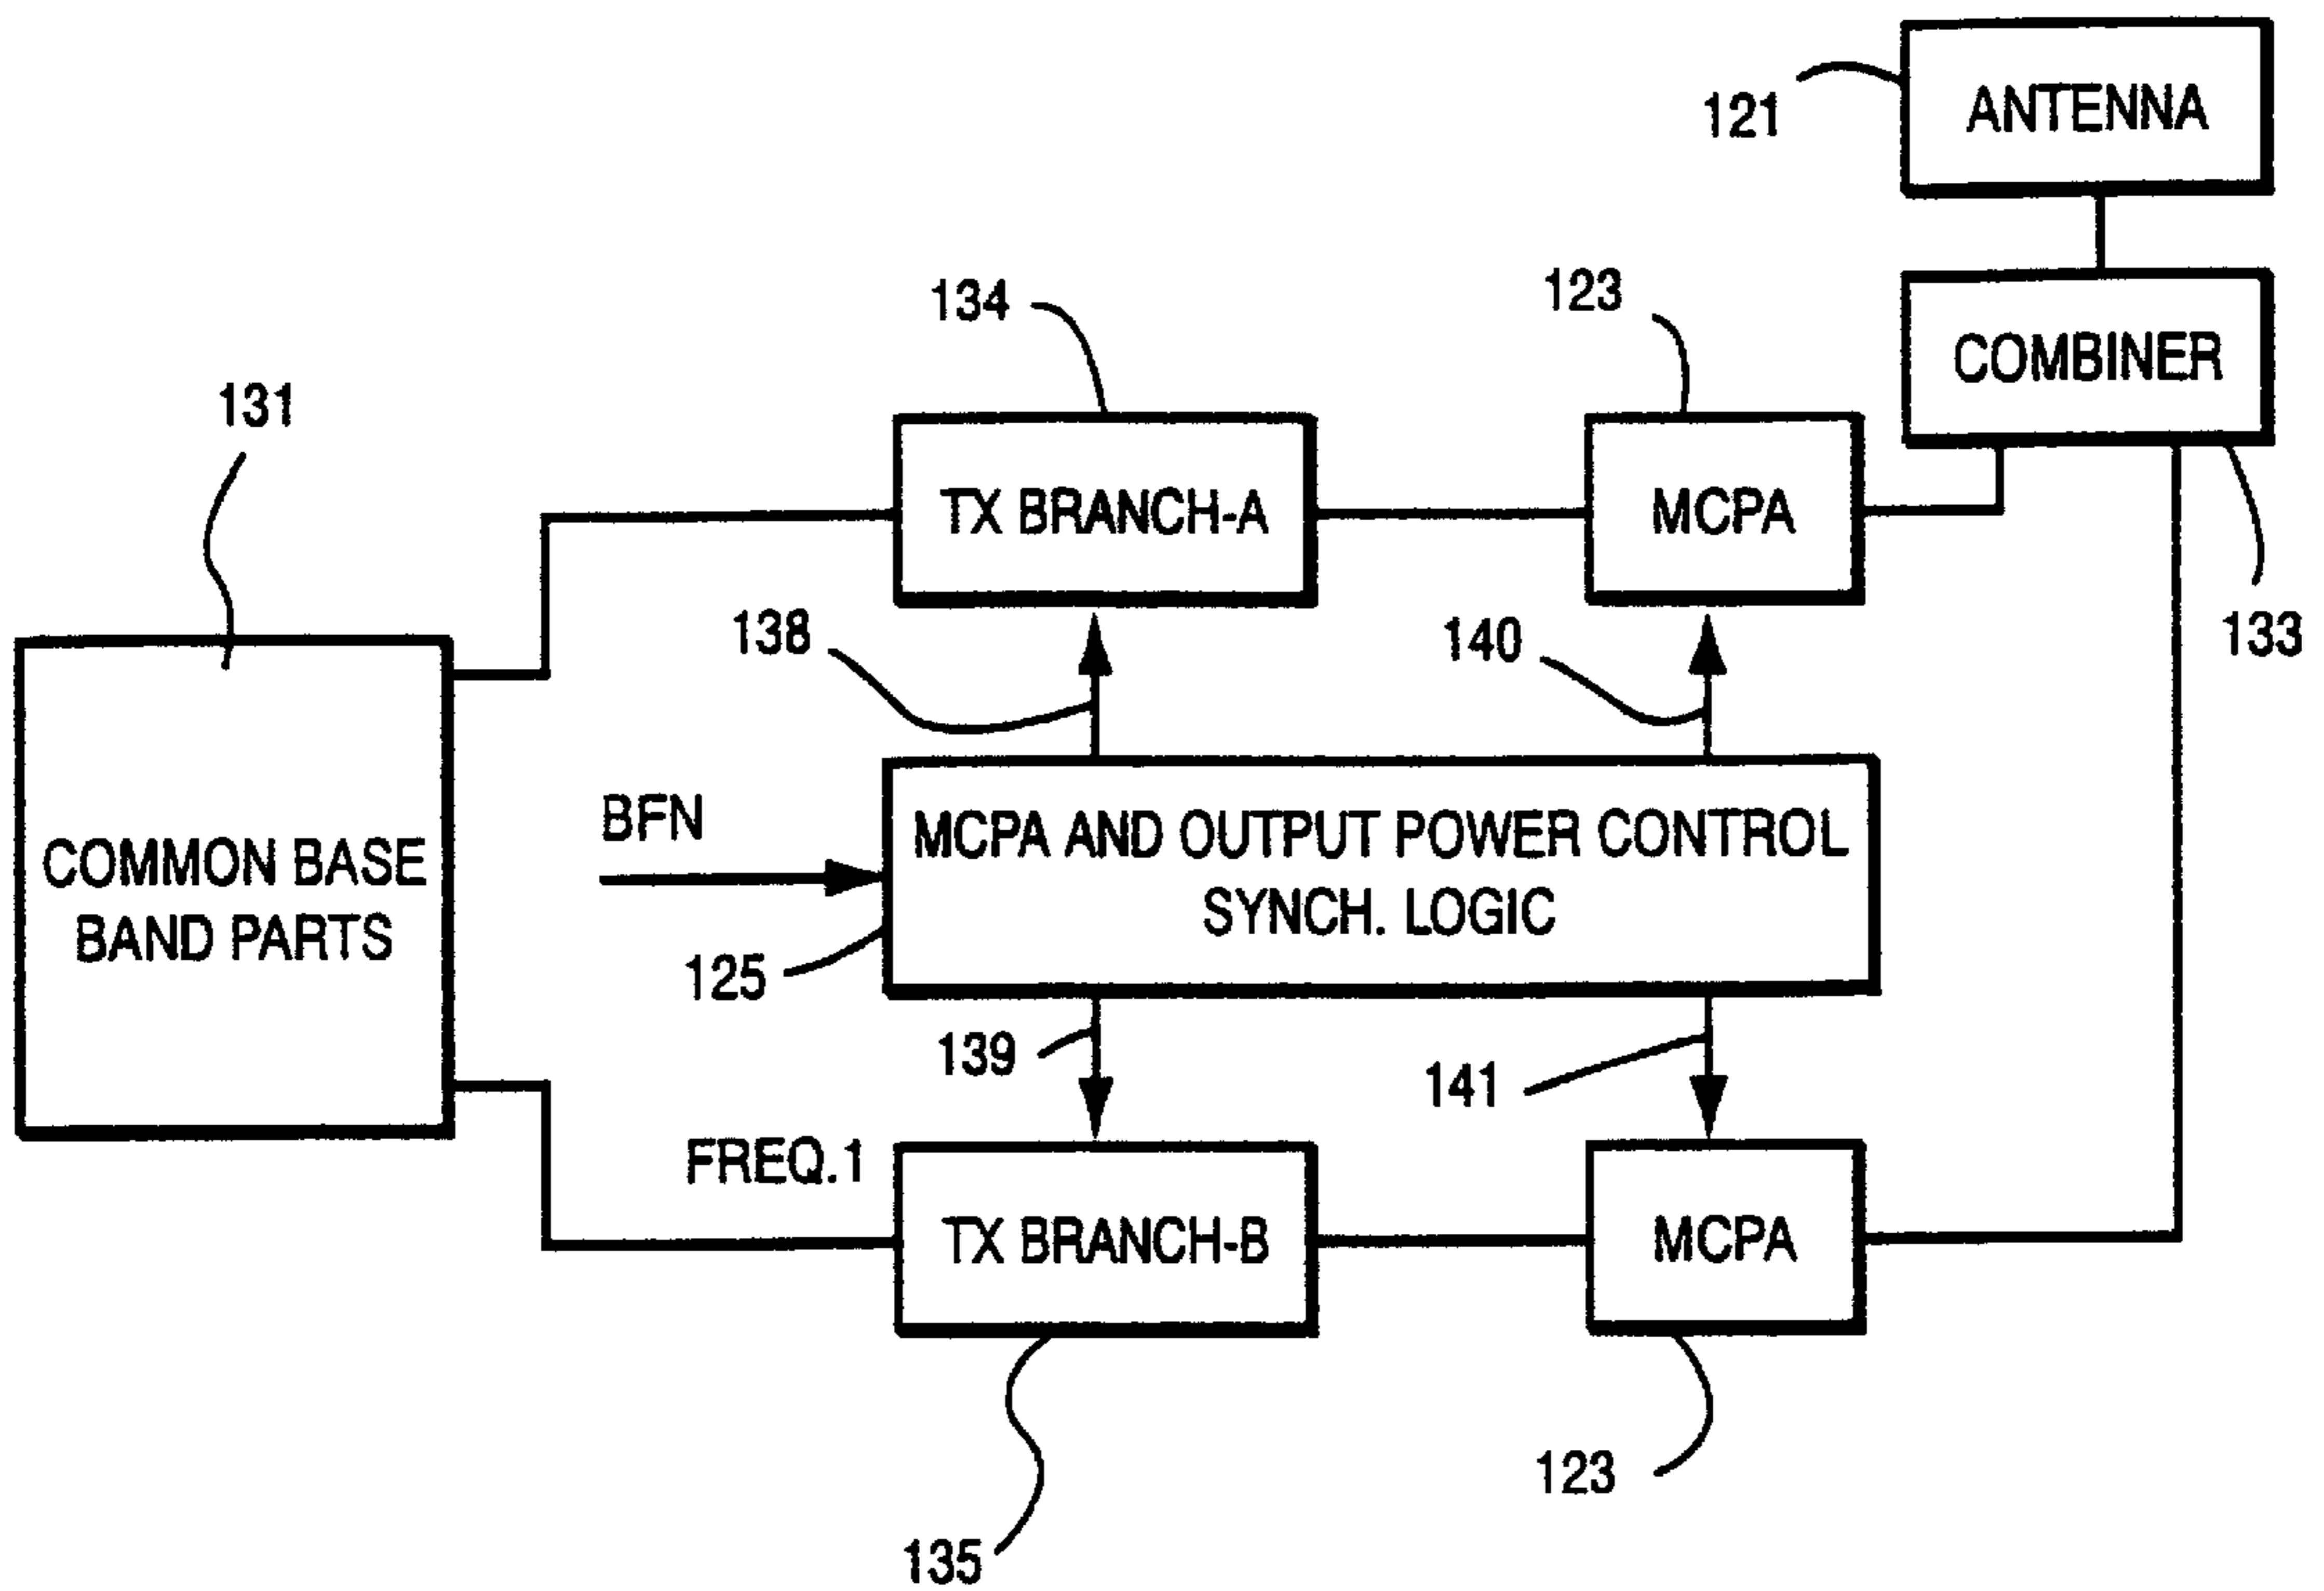 121
ANTENNA
134
123
COMBINER
131
TX BRANCH-A
MCPA
138
140
133
BFN
MCPA AND OUTPUT POWER CONTROL
SYNCH. LOGIC
COMMON BASE
BAND PARTS
125
139
141
FREQ.1
TX BRANCH-B
MCPA
123
135